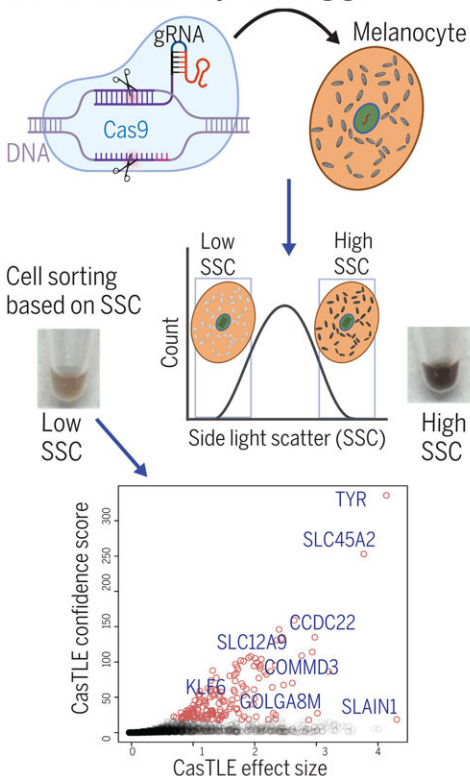 gRNA
Melanocyte
Cas9
DNA
Cell sorting
based on SSC
Low
SSC
Low
SSC
High
SSC
Count
Side light scatter (SSC)
High
SSC
CasTLE confidence score
300
250
200
150
100
50
0
TYR
SLC45A2
CCDC22
SLC12A9
COMMD3
KLF6
GOLGA8M
SLAIN1
0 1 2 3 4
CasTLE effect size